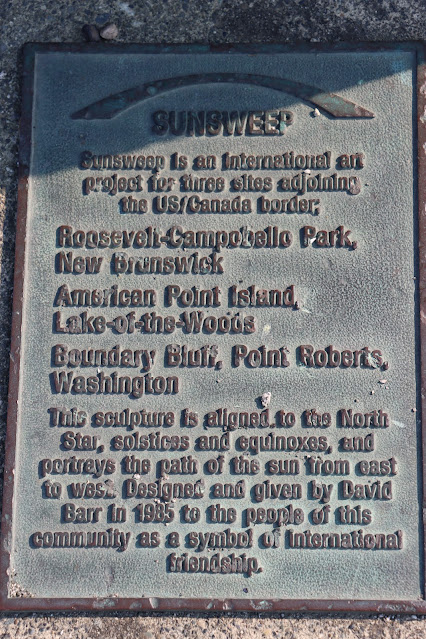 SUNSWEEP
Sunsweep is an international art
project for three sites adjoining
the US/Canada border;
Roosevelt-Campobello Park,
New Brunswick
American Point Island,
Lake-of-the-Woods
Boundary Bluff, Point Roberts,
Washington
This sculpture is aligned to the North
Star, solstices and equinoxes, and
portreys the path of the sun from east
to west. Designed and given by David
Barr in 1985 to the people of this
community as a symbol of international
friendship.